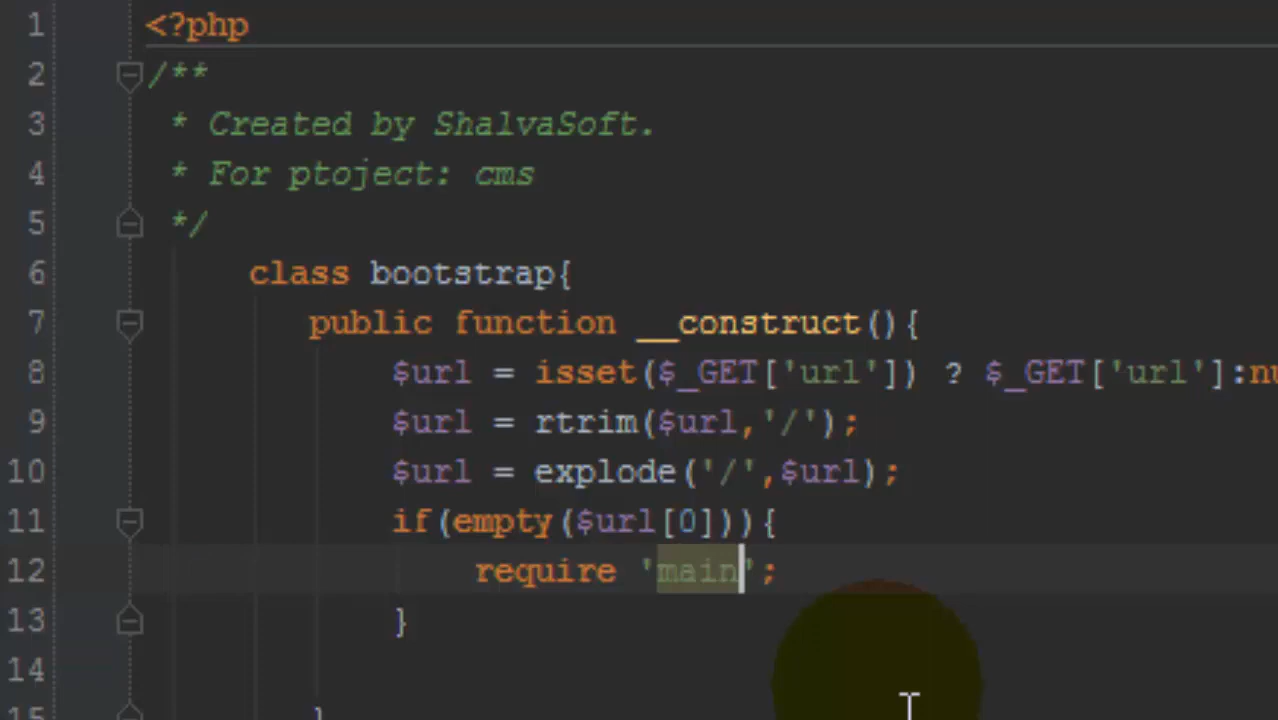 1 <?php
2 /**
3 * Created by ShalvaSoft.
4 * For ptoject: cms
5 */
6 class bootstrap{
7 public function __construct(){
8 $url = isset($_GET['url']) ? $_GET['url']:nu
9 $url = rtrim($url,'/');
10 $url = explode('/',$url);
11 if(empty($url[0])){
12 require 'main';
13 }
14
15 }